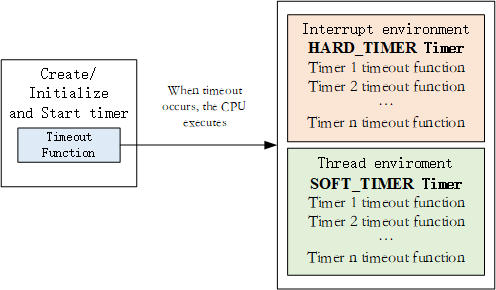 Create/
Initialize
and Start timer
Timeout
Function
When timeout
occurs, the CPU
executes
Interrupt environment
HARD_TIMER Timer
Timer 1 timeout function
Timer 2 timeout function
…
Timer n timeout function
Thread enviroment
SOFT_TIMER Timer
Timer 1 timeout function
Timer 2 timeout function
…
Timer n timeout function